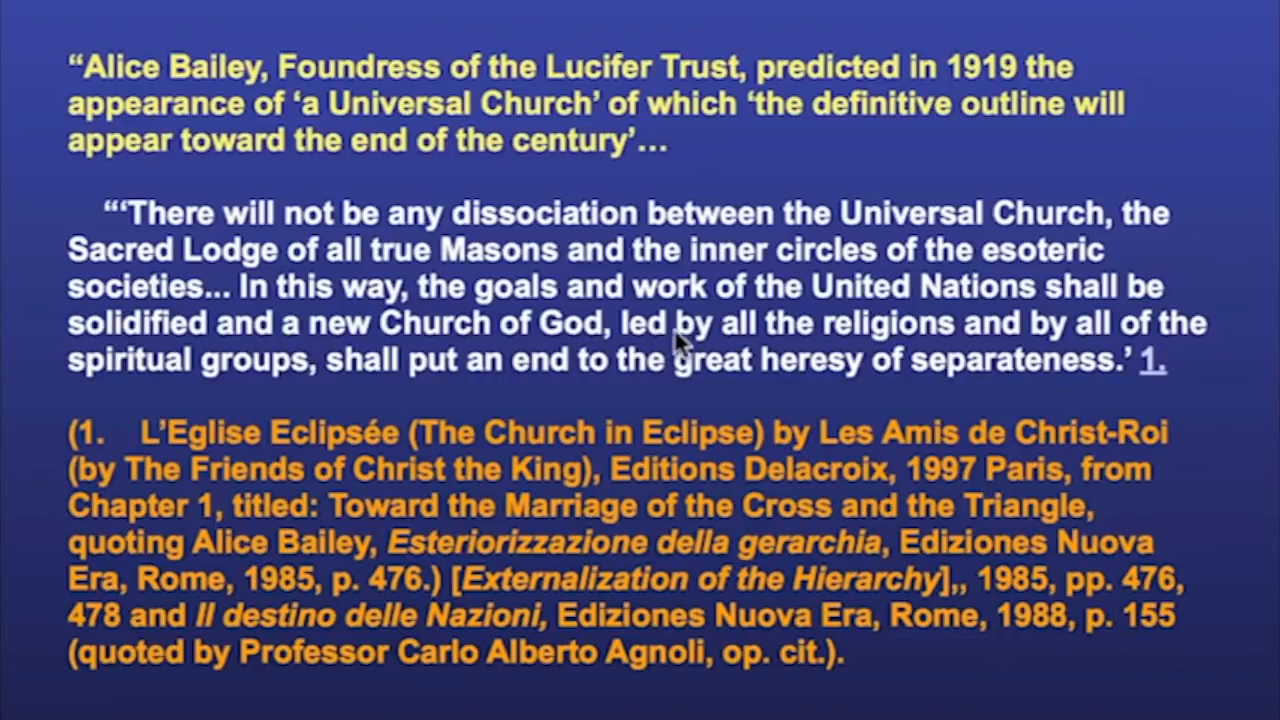 “Alice Bailey, Foundress of the Lucifer Trust, predicted in 1919 the
appearance of ‘a Universal Church’ of which ‘the definitive outline will
appear toward the end of the century’…
“‘There will not be any dissociation between the Universal Church, the
Sacred Lodge of all true Masons and the inner circles of the esoteric
societies... In this way, the goals and work of the United Nations shall be
solidified and a new Church of God, led by all the religions and by all of the
spiritual groups, shall put an end to the great heresy of separateness.’ 1.
(1. L’Eglise Eclipsée (The Church in Eclipse) by Les Amis de Christ-Roi
(by The Friends of Christ the King), Editions Delacroix, 1997 Paris, from
Chapter 1, titled: Toward the Marriage of the Cross and the Triangle,
quoting Alice Bailey, Esteriorizzazione della gerarchia, Ediziones Nuova
Era, Rome, 1985, p. 476.) [Externalization of the Hierarchy],, 1985, pp. 476,
478 and Il destino delle Nazioni, Ediziones Nuova Era, Rome, 1988, p. 155
(quoted by Professor Carlo Alberto Agnoli, op. cit.).